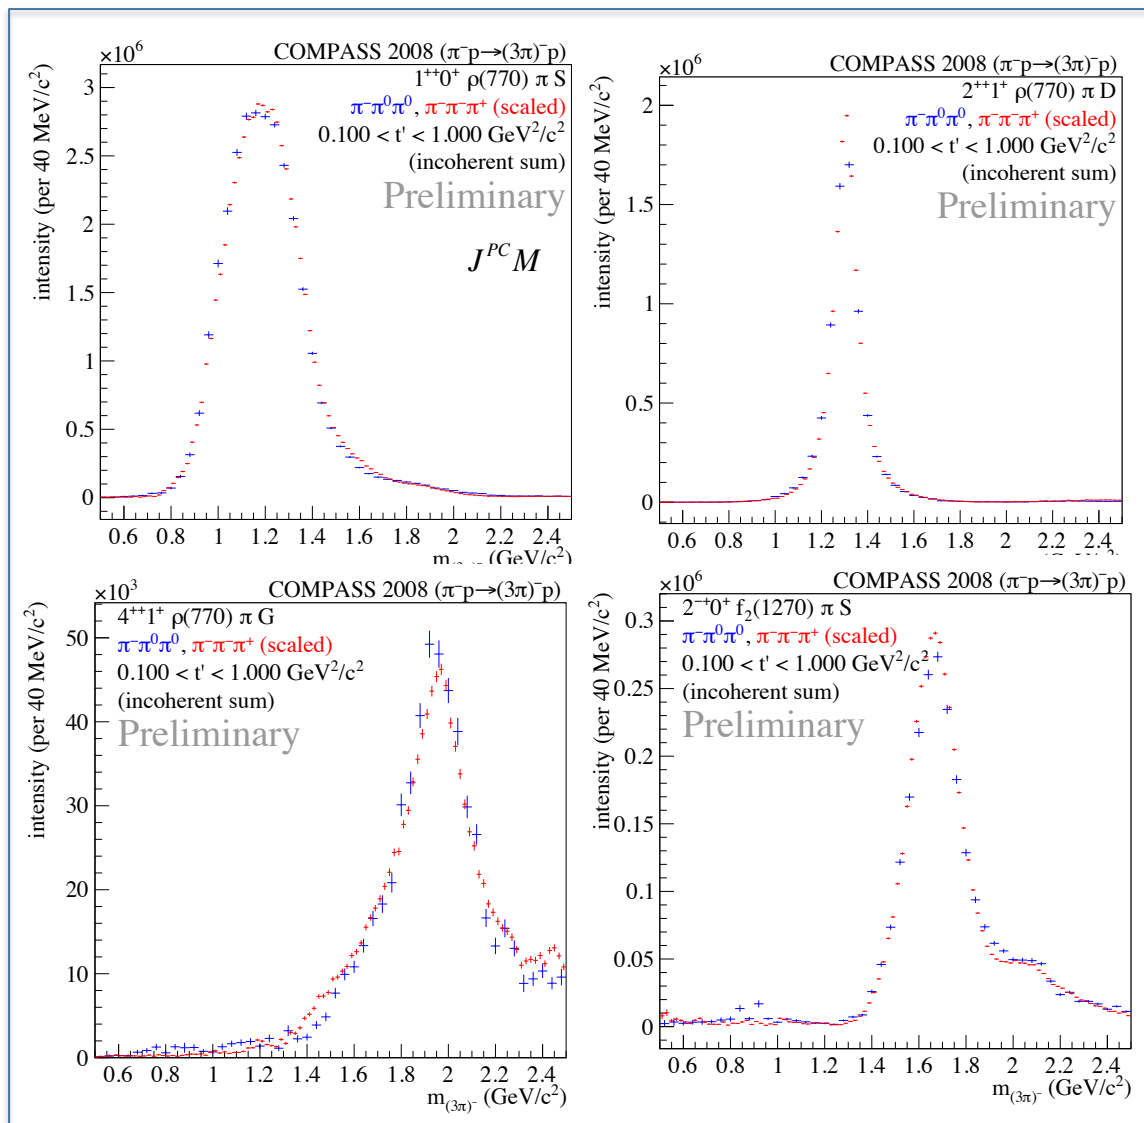 ×10⁶
COMPASS 2008 (π⁻p→(3π)⁻p)
1⁺⁺0⁺ ρ(770) π S
π⁻π⁰π⁰, π⁻π⁻π⁺ (scaled)
0.100 < t' < 1.000 GeV²/c²
(incoherent sum)
Preliminary
J^{PC}M
intensity (per 40 MeV/c²)
3
2.5
2
1.5
1
0.5
0
0.6 0.8 1 1.2 1.4 1.6 1.8 2 2.2 2.4
(GeV/c²)
×10⁶
COMPASS 2008 (π⁻p→(3π)⁻p)
2⁺⁺1⁺ ρ(770) π D
π⁻π⁰π⁰, π⁻π⁻π⁺ (scaled)
0.100 < t' < 1.000 GeV²/c²
(incoherent sum)
Preliminary
intensity (per 40 MeV/c²)
2
1.5
1
0.5
0
0.6 0.8 1 1.2 1.4 1.6 1.8 2 2.2 2.4
×10³
COMPASS 2008 (π⁻p→(3π)⁻p)
4⁺⁺1⁺ ρ(770) π G
π⁻π⁰π⁰, π⁻π⁻π⁺ (scaled)
0.100 < t' < 1.000 GeV²/c²
(incoherent sum)
Preliminary
intensity (per 40 MeV/c²)
50
40
30
20
10
0
0.6 0.8 1 1.2 1.4 1.6 1.8 2 2.2 2.4
m_{(3π)⁻} (GeV/c²)
×10⁶
COMPASS 2008 (π⁻p→(3π)⁻p)
2⁻⁺0⁺ f₂(1270) π S
π⁻π⁰π⁰, π⁻π⁻π⁺ (scaled)
0.100 < t' < 1.000 GeV²/c²
(incoherent sum)
Preliminary
intensity (per 40 MeV/c²)
0.3
0.25
0.2
0.15
0.1
0.05
0
0.6 0.8 1 1.2 1.4 1.6 1.8 2 2.2 2.4
m_{(3π)⁻} (GeV/c²)